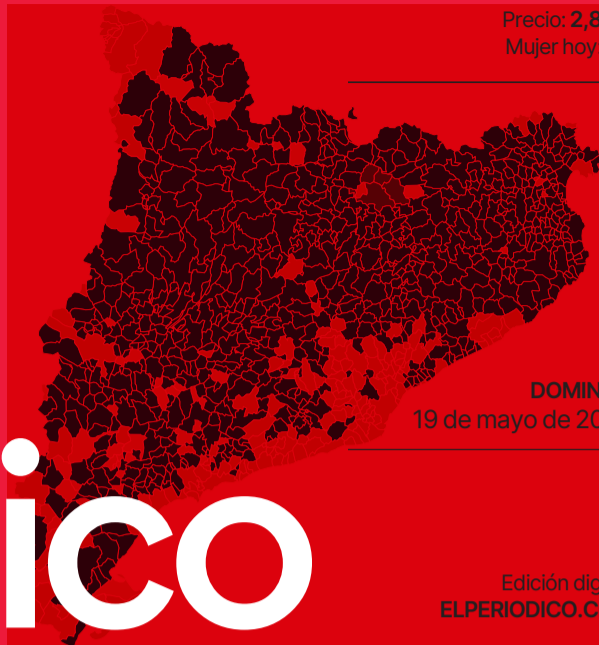 Precio: 2,8
Mujer hoy
DOMIN
19 de mayo de 20
ico
Edición dig
ELPERIODICO.C